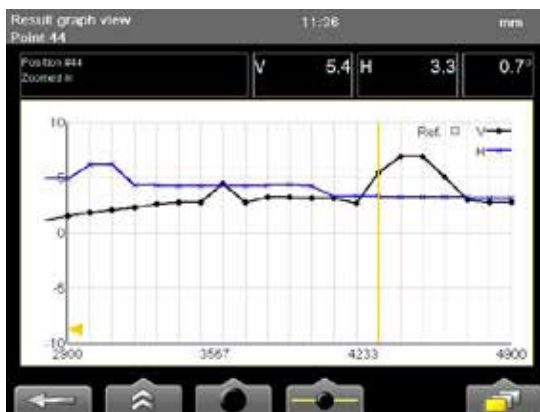 Result graph view 11:26 mm
Point 44
Position #44
Zoomed in
V 5.4 H 3.3 0.7°
10
Ref. V
H
5
0
-5
-10
2900 3567 4233 4900